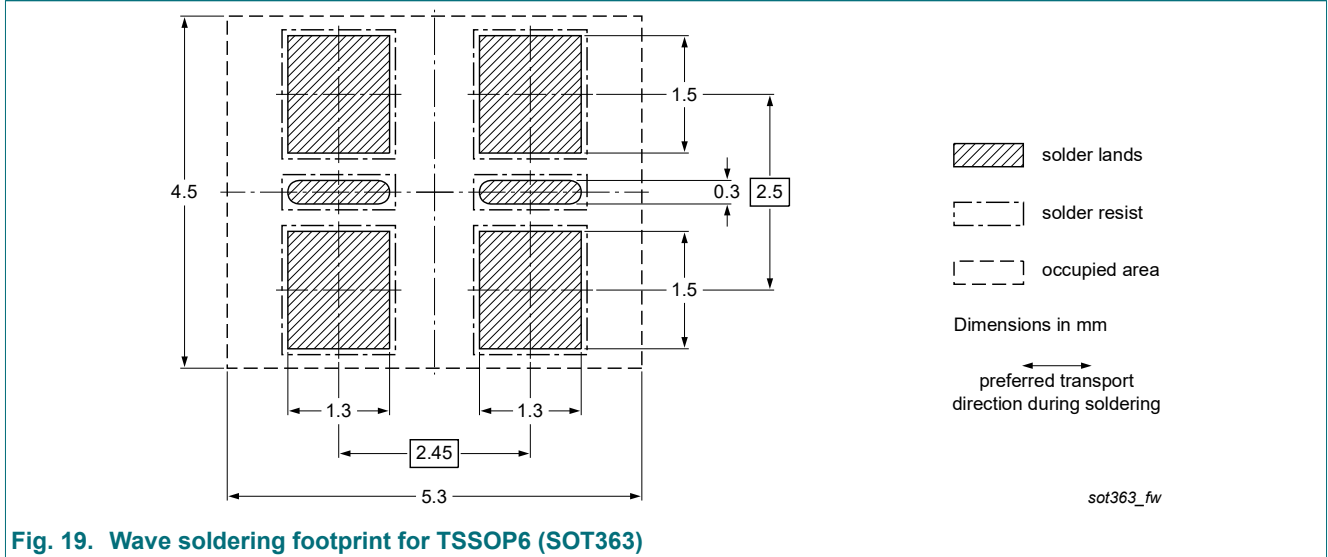 1.5
4.5
0.3
2.5
solder lands
solder resist
occupied area
1.5
Dimensions in mm
preferred transport
direction during soldering
1.3
1.3
2.45
5.3
sot363_fw
Fig. 19. Wave soldering footprint for TSSOP6 (SOT363)